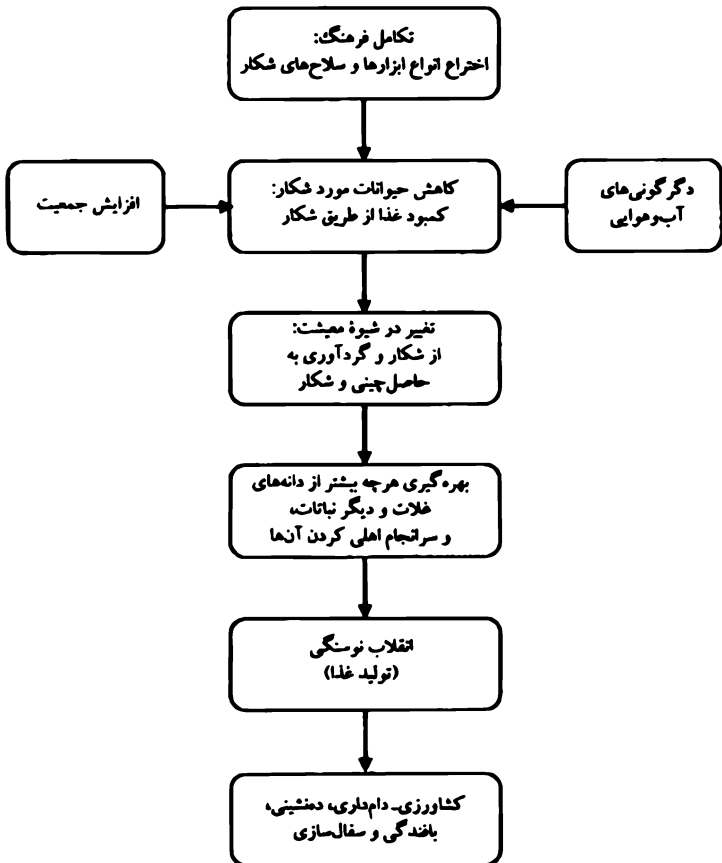 تکامل فرهنگ:
اختراع انواع ابزارها و سلاح‌های شکار
دگرگونی‌های
آب‌وهوایی
کاهش حیوانات مورد شکار:
کمبود غذا از طریق شکار
افزایش جمعیت
تغییر در شیوهٔ معیشت:
از شکار و گردآوری به
حاصل‌چینی و شکار
بهره‌گیری هرچه بیشتر از دانه‌های
غلات و دیگر نباتات،
و سرانجام اهلی کردن آن‌ها
انقلاب نوسنگی
(تولید غذا)
کشاورزی‌ـ دام‌داری، ده‌نشینی،
بافندگی و سفال‌سازی